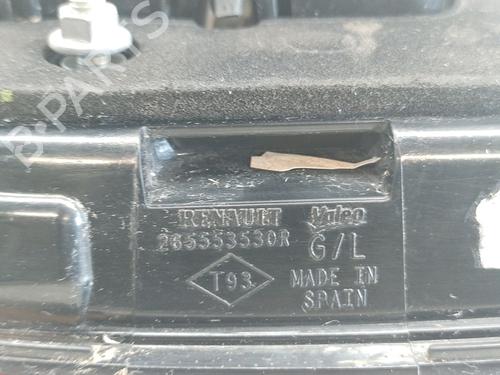 RENAULT Valeo
265553530R G/L
T93 MADE IN
SPAIN
B-PARTS